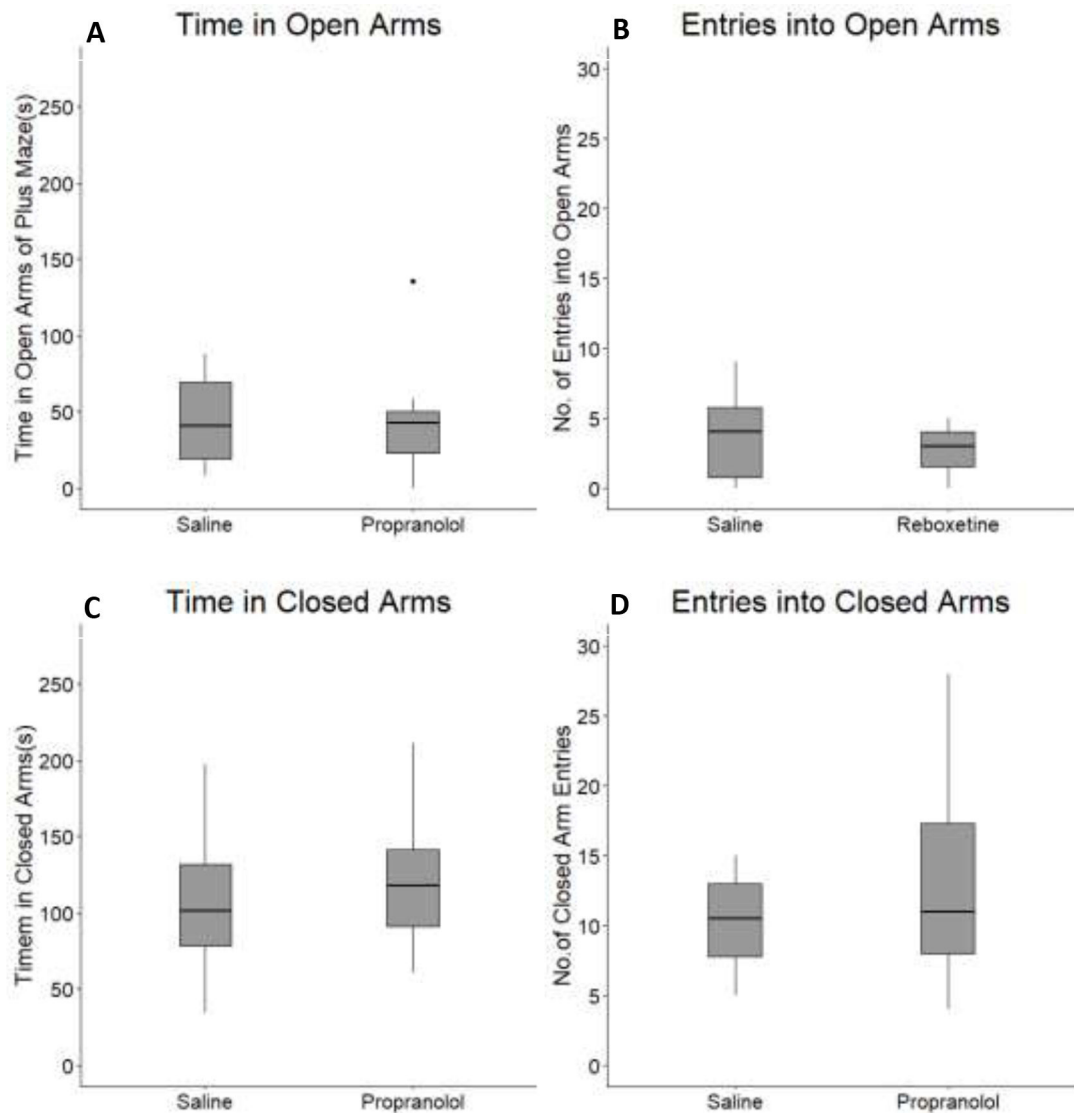 A
Time in Open Arms
Time in Open Arms of Plus Maze(s)
250
200
150
100
50
0
Saline
Propranolol
B
Entries into Open Arms
No. of Entries into Open Arms
30
25
20
15
10
5
0
Saline
Reboxetine
C
Time in Closed Arms
Timem in Closed Arms(s)
250
200
150
100
50
0
Saline
Propranolol
D
Entries into Closed Arms
No.of Closed Arm Entries
30
25
20
15
10
5
0
Saline
Propranolol